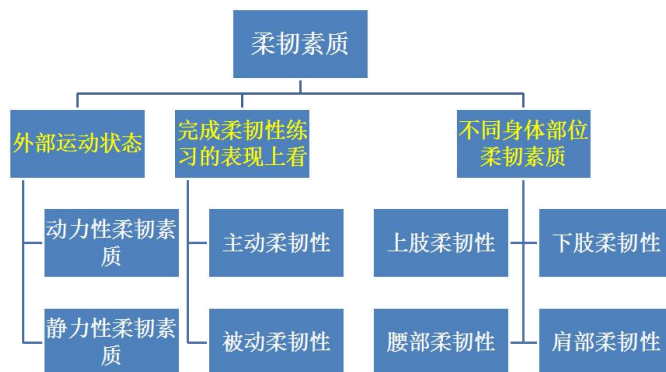 柔韧素质
外部运动状态
完成柔韧性练
习的表现上看
不同身体部位
柔韧素质
动力性柔韧素
质
主动柔韧性
上肢柔韧性
下肢柔韧性
静力性柔韧素
质
被动柔韧性
腰部柔韧性
肩部柔韧性